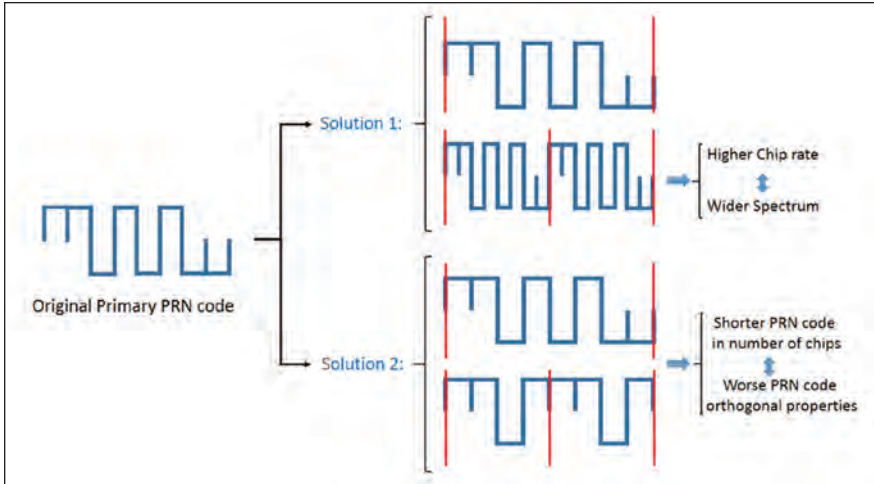 Solution 1:
Higher Chip rate
Wider Spectrum
Original Primary PRN code
Solution 2:
Shorter PRN code
in number of chips
Worse PRN code
orthogonal properties